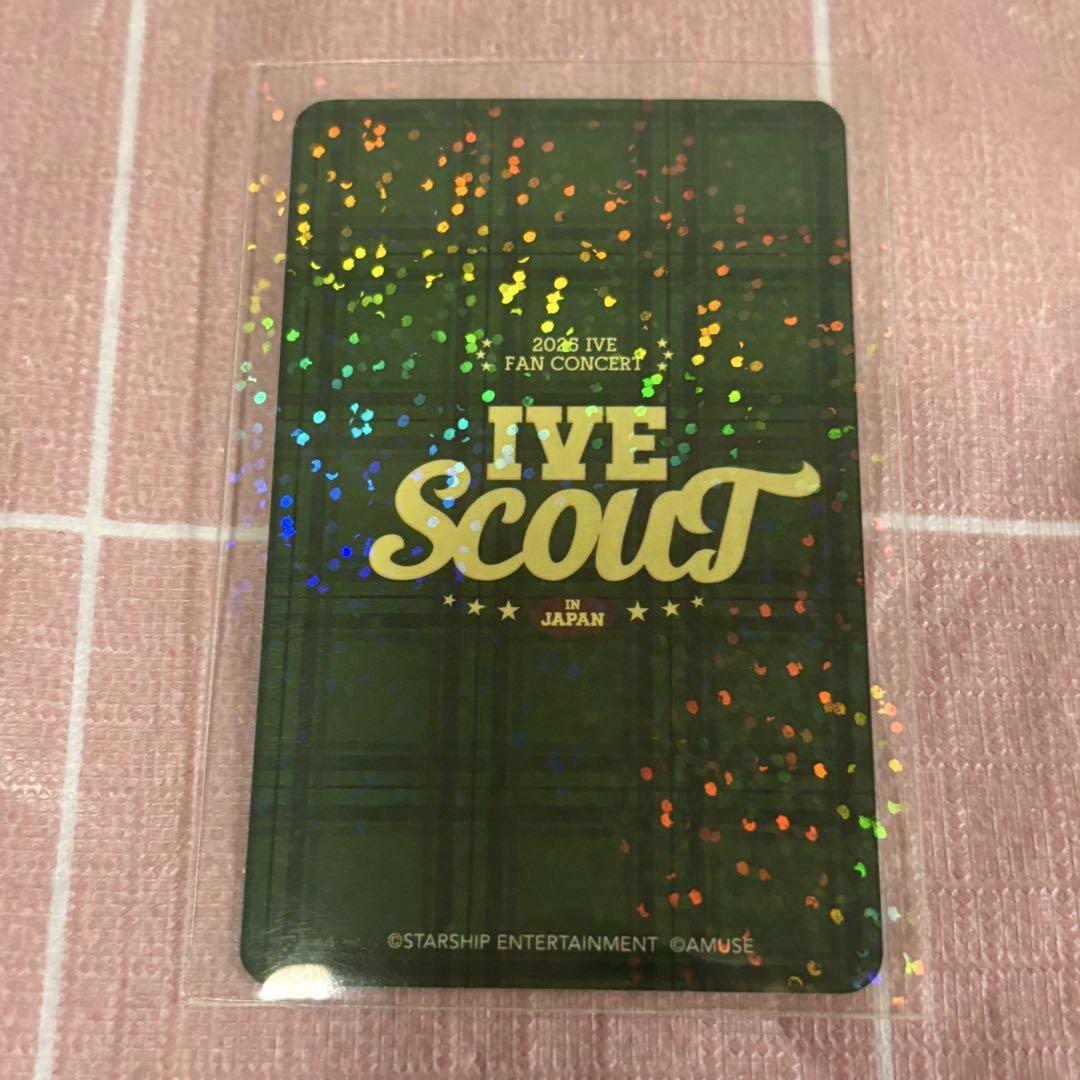 2025 IVE
FAN CONCERT
IVE
SCOUT
IN
JAPAN
©STARSHIP ENTERTAINMENT ©AMUSE